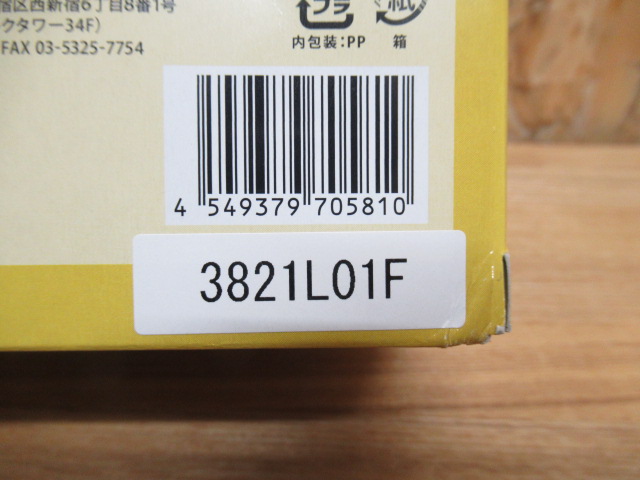 宿区西新宿6丁目8番1号
クタワー34F)
FAX 03-5325-7754
プラ
紙
内包装:PP 箱
4 549379 705810
3821L01F